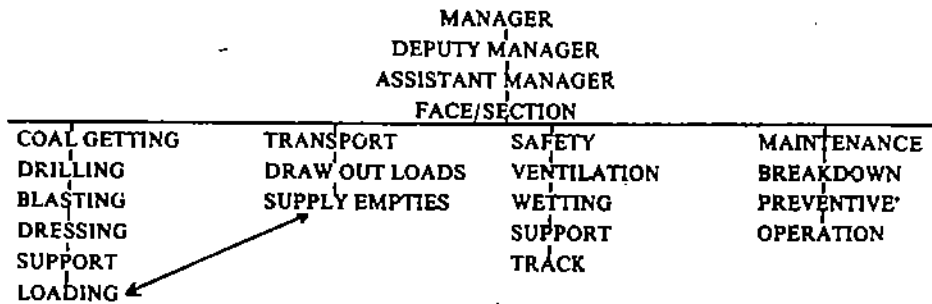 MANAGER
DEPUTY MANAGER
ASSISTANT MANAGER
FACE/SECTION
COAL GETTING TRANSPORT SAFETY MAINTENANCE
DRILLING DRAW OUT LOADS VENTILATION BREAKDOWN
BLASTING SUPPLY EMPTIES WETTING PREVENTIVE'
DRESSING SUPPORT OPERATION
SUPPORT TRACK
LOADING